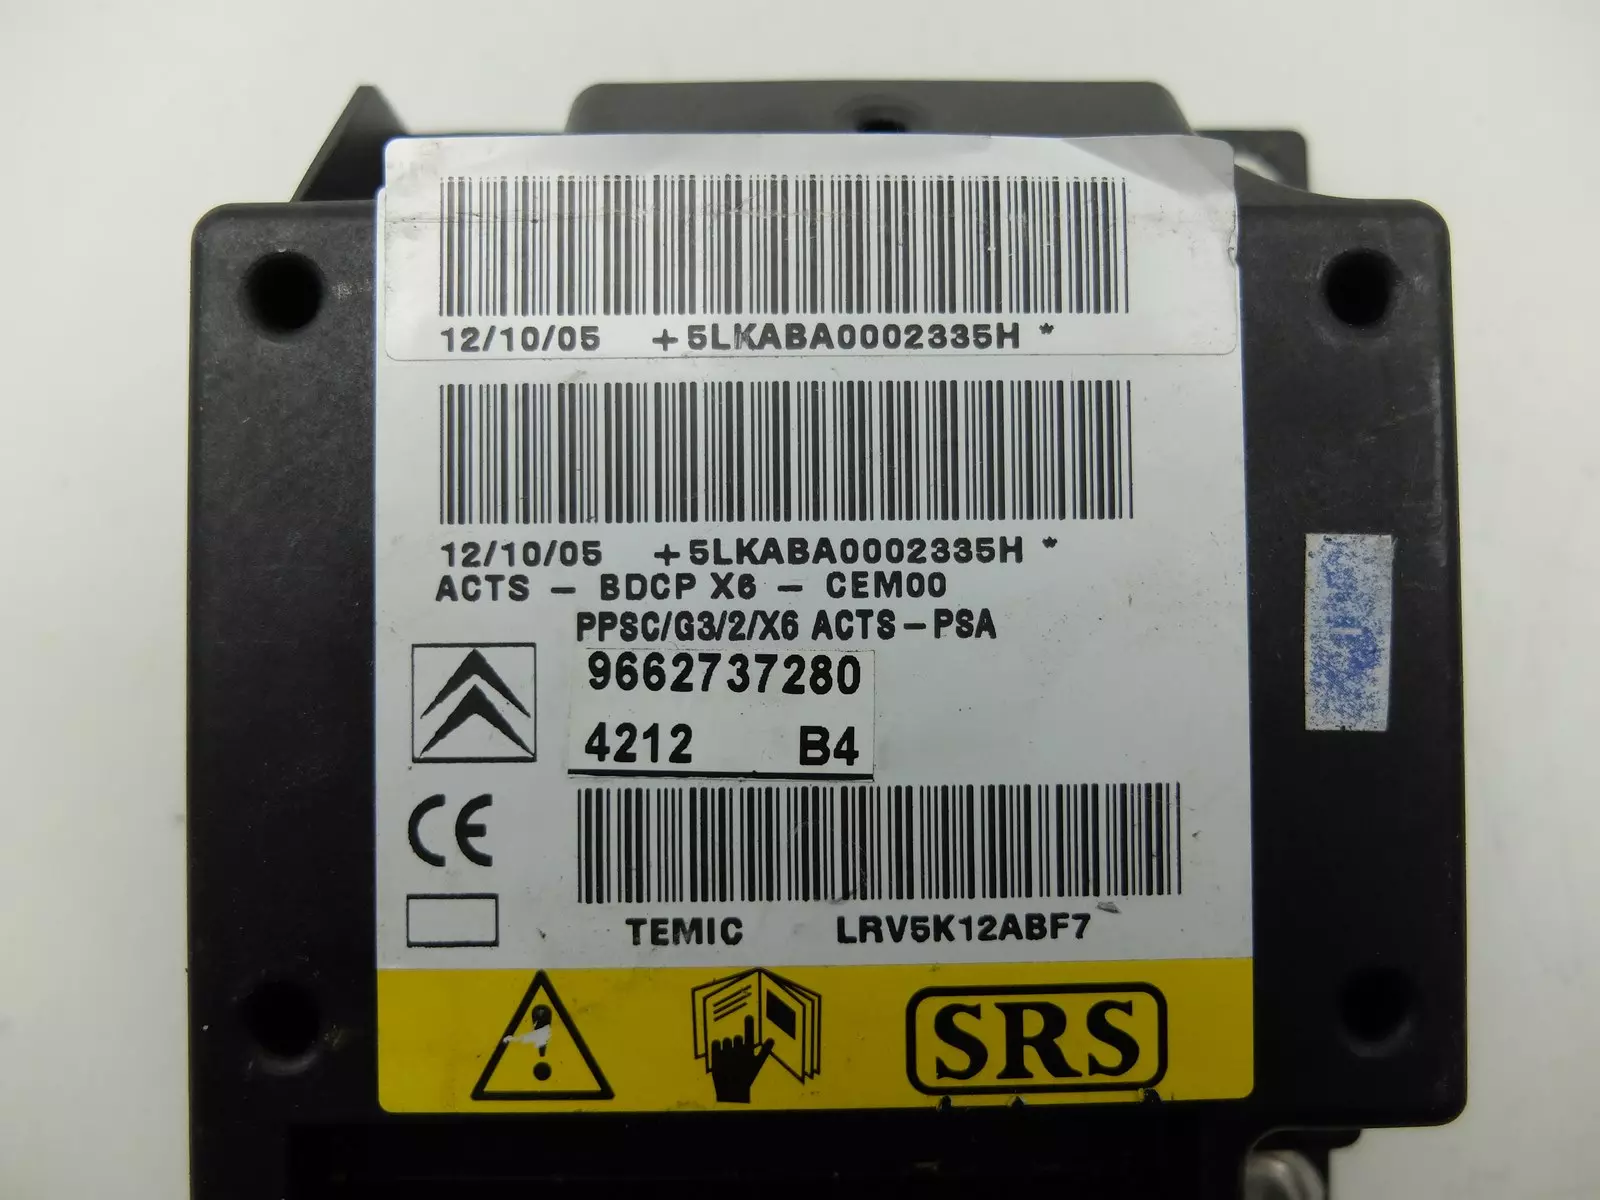 12/10/05 +5LKABA0002335H *
12/10/05 +5LKABA0002335H *
ACTS - BDCP X6 - CEM00
PPSC/G3/2/X6 ACTS-PSA
9662737280
4212 B4
CE
TEMIC LRV5K12ABF7
SRS